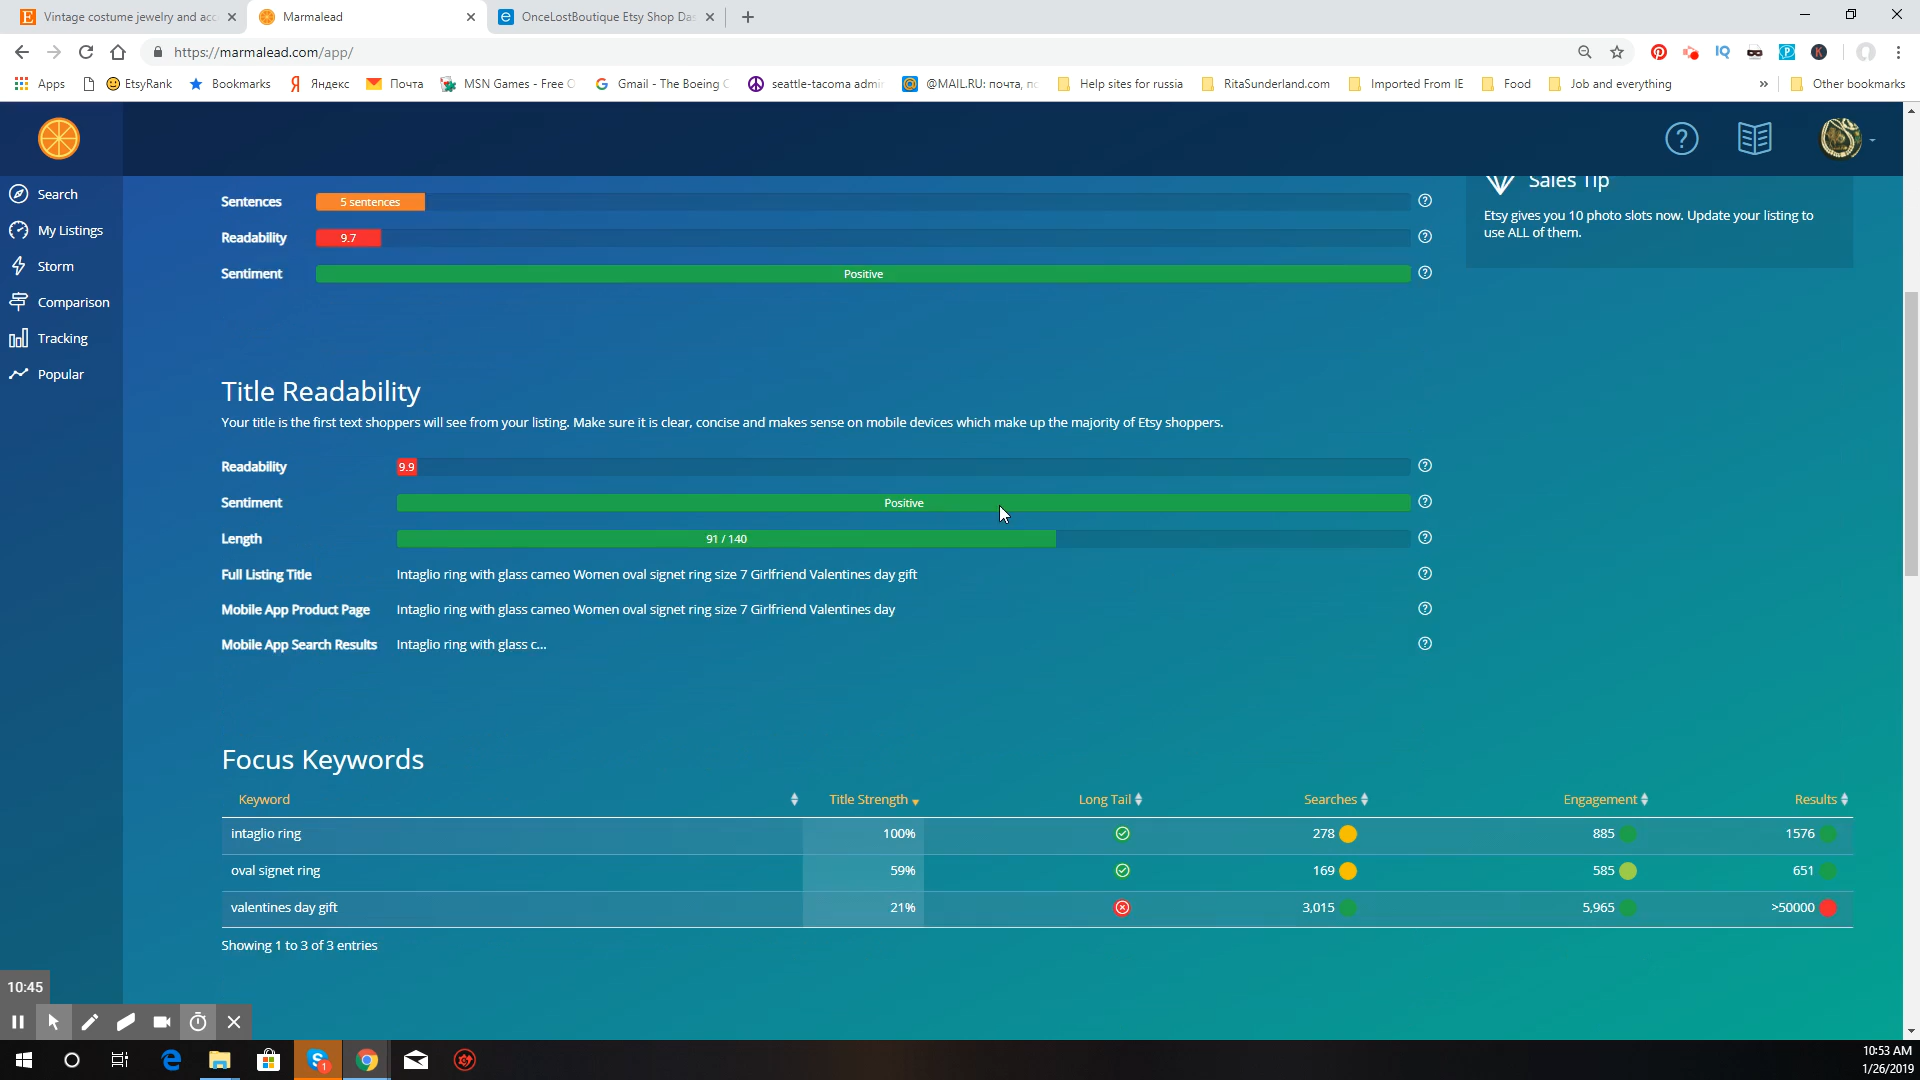 Vintage costume jewelry and acc
Marmalead
OnceLostBoutique Etsy Shop Das
https://marmalead.com/app/
Apps
EtsyRank
Bookmarks
Яндекс
Почта
MSN Games - Free O
Gmail - The Boeing C
seattle-tacoma admi
@MAIL.RU: почта, по
Help sites for russia
RitaSunderland.com
Imported From IE
Food
Job and everything
»
Other bookmarks
Search
My Listings
Storm
Comparison
Tracking
Popular
Sentences 5 sentences
Readability 9.7
Sentiment Positive
Sales Tip
Etsy gives you 10 photo slots now. Update your listing to
use ALL of them.
Title Readability
Your title is the first text shoppers will see from your listing. Make sure it is clear, concise and makes sense on mobile devices which make up the majority of Etsy shoppers.
Readability 9.9
Sentiment Positive
Length 91 / 140
Full Listing Title Intaglio ring with glass cameo Women oval signet ring size 7 Girlfriend Valentines day gift
Mobile App Product Page Intaglio ring with glass cameo Women oval signet ring size 7 Girlfriend Valentines day
Mobile App Search Results Intaglio ring with glass c...
Focus Keywords
Keyword Title Strength Long Tail Searches Engagement Results
intaglio ring 100% 278 885 1576
oval signet ring 59% 169 585 651
valentines day gift 21% 3,015 5,965 >50000
Showing 1 to 3 of 3 entries
10:45
10:53 AM
1/26/2019